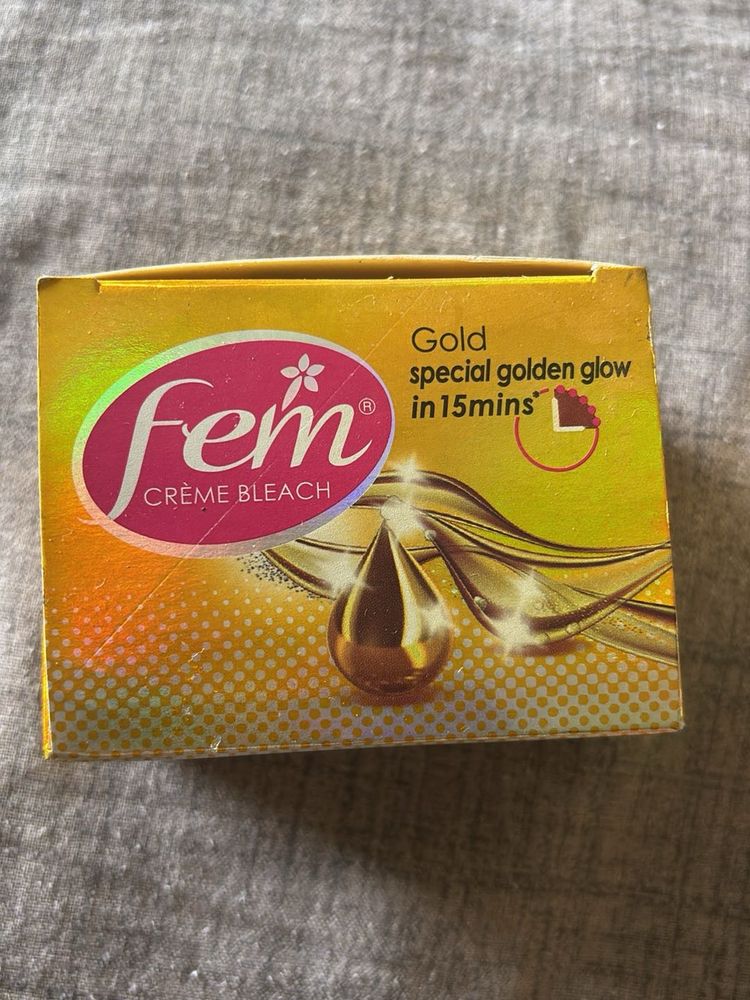 fem®
CRÈME BLEACH
Gold
special golden glow
in 15mins*